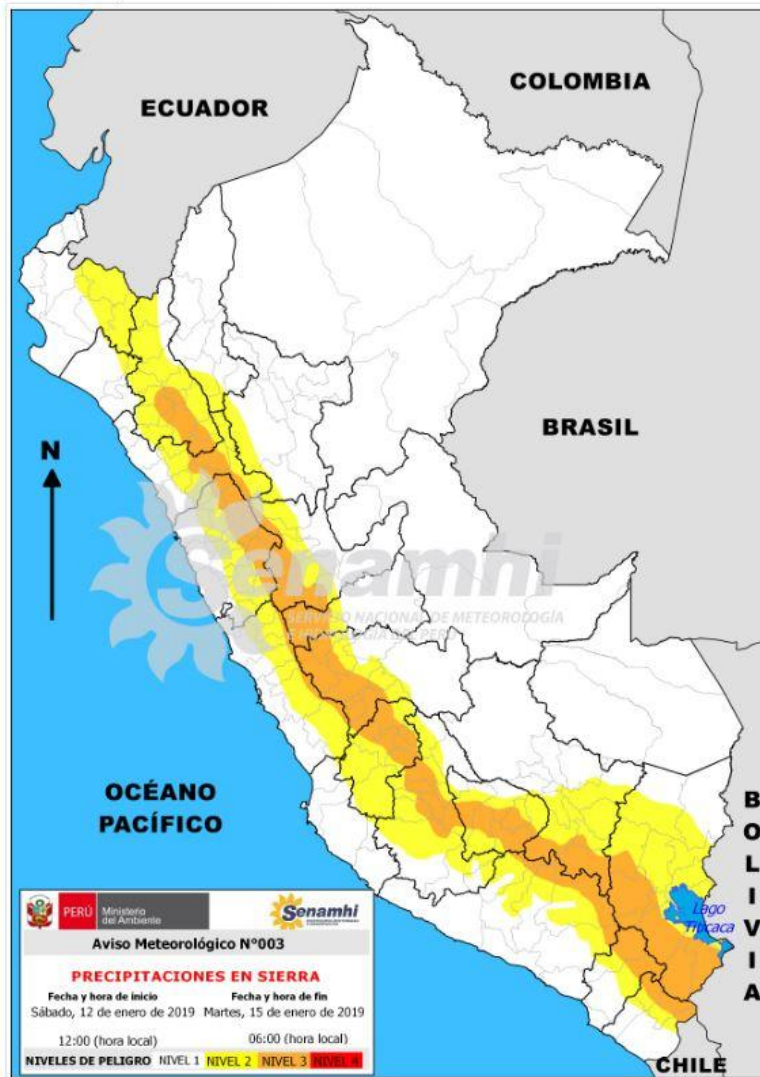 COLOMBIA
ECUADOR
BRASIL
N
Senamhi
SERVICIO NACIONAL DE METEOROLOGÍA
E HIDROLOGÍA DEL PERÚ
OCÉANO
PACÍFICO
BOLIVIA
Lago
Titicaca
PERÚ
Ministerio
del Ambiente
Senamhi
Aviso Meteorológico N°003
PRECIPITACIONES EN SIERRA
Fecha y hora de inicio Fecha y hora de fin
Sábado, 12 de enero de 2019 Martes, 15 de enero de 2019
12:00 (hora local) 06:00 (hora local)
NIVELES DE PELIGRO NIVEL 1 NIVEL 2 NIVEL 3 NIVEL 4
CHILE